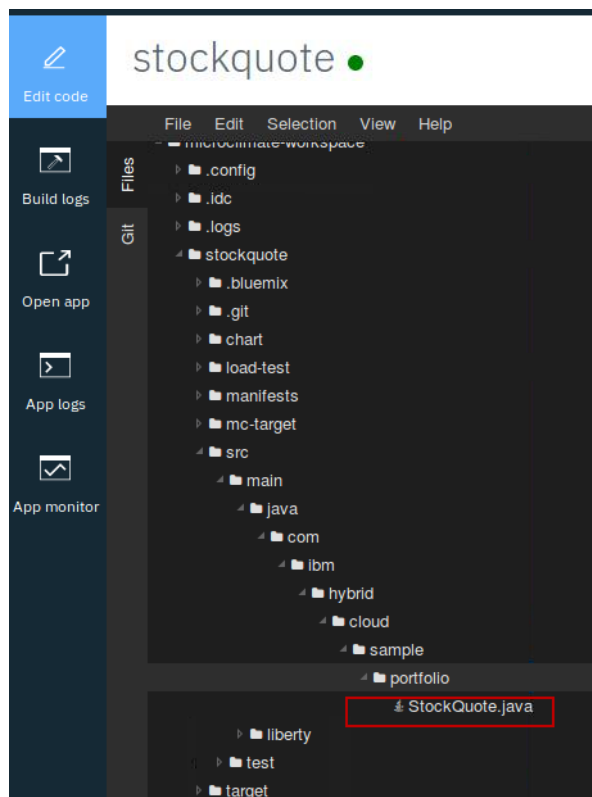 stockquote
Edit code
Build logs
Open app
App logs
App monitor
File Edit Selection View Help
Files
Git
microclimate-workspace
.config
.idc
.logs
stockquote
.bluemix
.git
chart
load-test
manifests
mc-target
src
main
java
com
ibm
hybrid
cloud
sample
portfolio
StockQuote.java
liberty
test
target